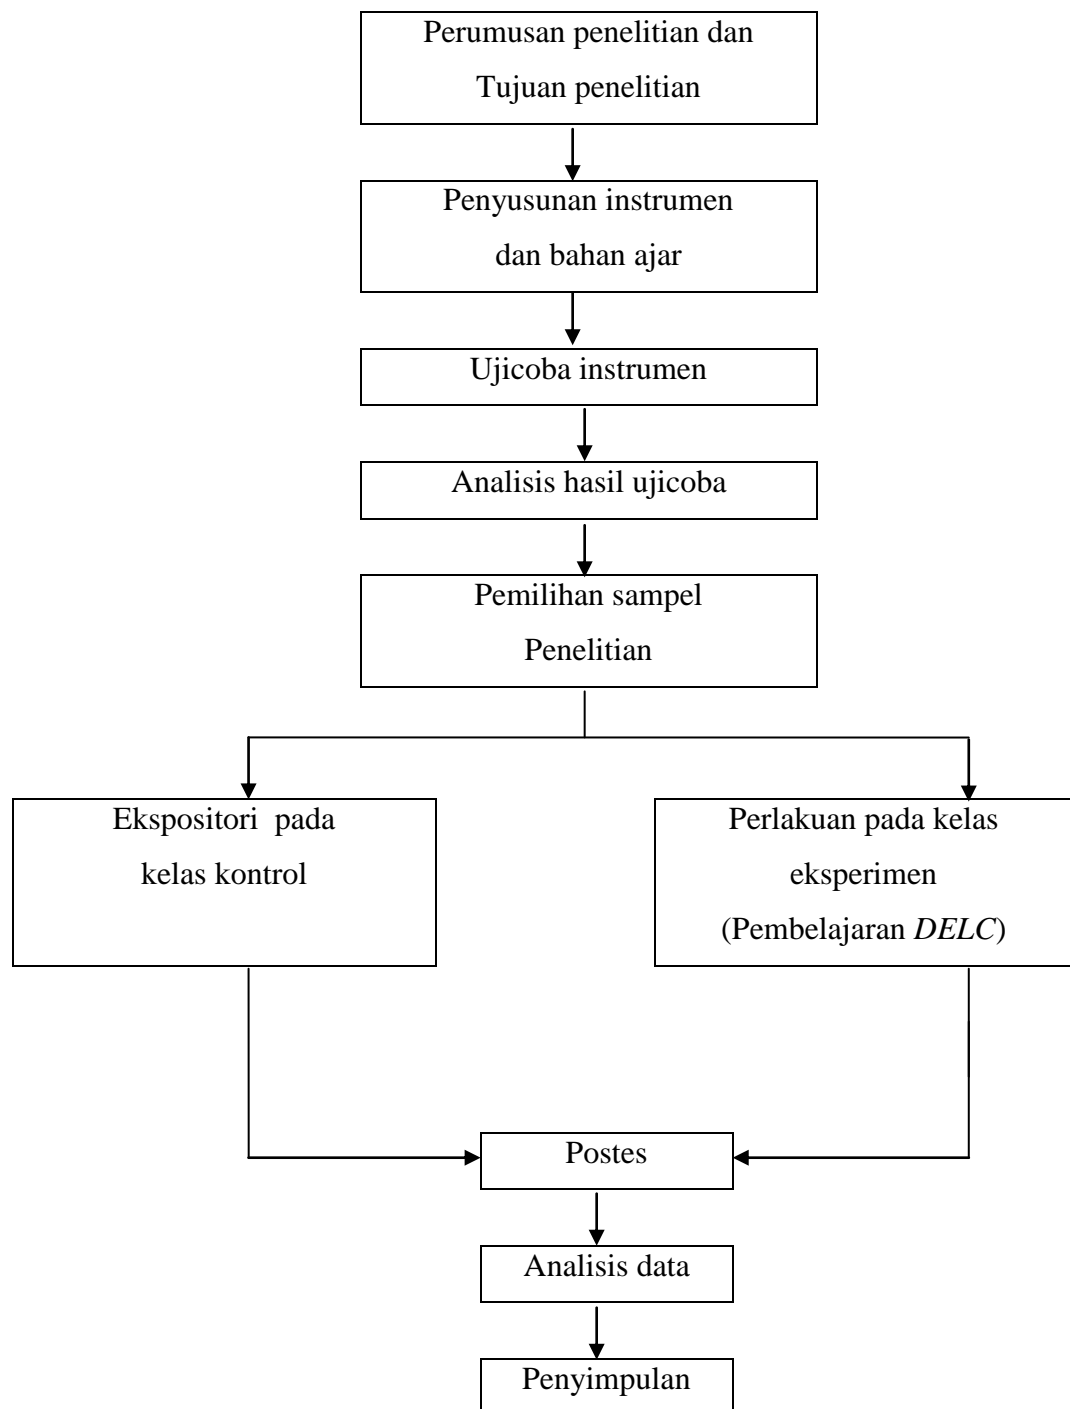 Perumusan penelitian dan
Tujuan penelitian
Penyusunan instrumen
dan bahan ajar
Ujicoba instrumen
Analisis hasil ujicoba
Pemilihan sampel
Penelitian
Ekspositori  pada
kelas kontrol
Perlakuan pada kelas
eksperimen
(Pembelajaran DELC)
Postes
Analisis data
Penyimpulan